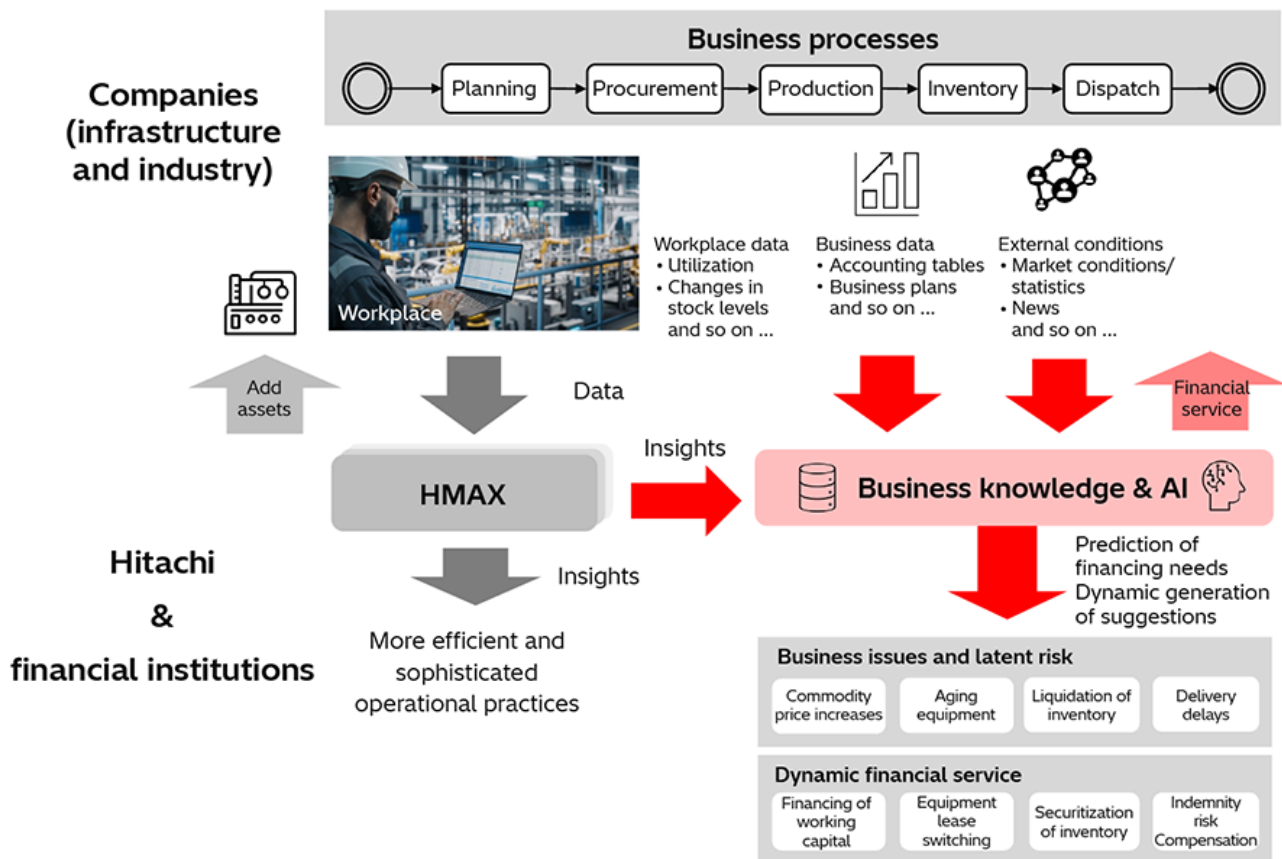 Business processes
Planning
Procurement
Production
Inventory
Dispatch
Companies
(infrastructure
and industry)
Workplace
Workplace data
• Utilization
• Changes in
stock levels
and so on ...
Business data
• Accounting tables
• Business plans
and so on ...
External conditions
• Market conditions/
statistics
• News
and so on ...
Add
assets
Data
Financial
service
Insights
HMAX
Business knowledge & AI
Hitachi
&
financial institutions
Insights
More efficient and
sophisticated
operational practices
Prediction of
financing needs
Dynamic generation
of suggestions
Business issues and latent risk
Commodity
price increases
Aging
equipment
Liquidation of
inventory
Delivery
delays
Dynamic financial service
Financing of
working
capital
Equipment
lease
switching
Securitization
of inventory
Indemnity
risk
Compensation